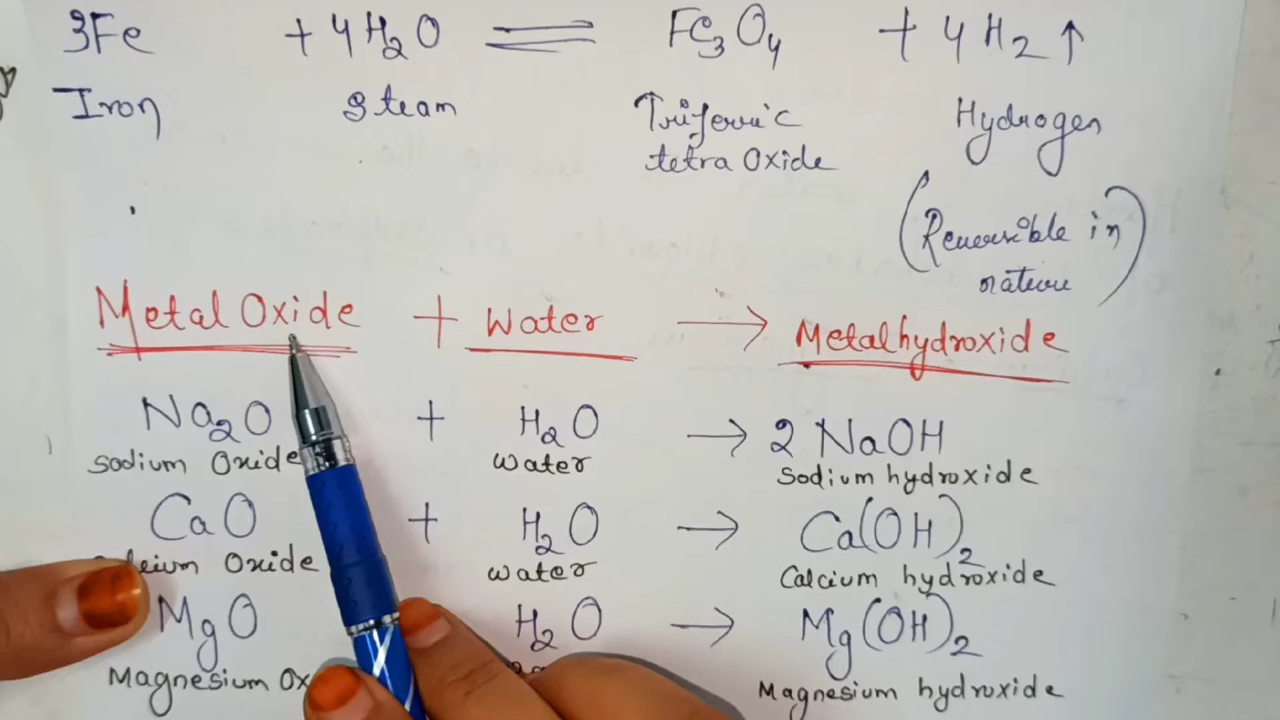 3Fe + 4H₂O ⇌ Fe₃O₄ + 4H₂↑
Iron Steam Triferric Hydrogen
tetra Oxide
(Reversible in
nature)
Metal Oxide + Water → Metalhydroxide
Na₂O + H₂O → 2 NaOH
Sodium Oxide Water Sodium hydroxide
CaO + H₂O → Ca(OH)₂
Oxide Water Calcium hydroxide
MgO H₂O → Mg(OH)₂
Magnesium Magnesium hydroxide